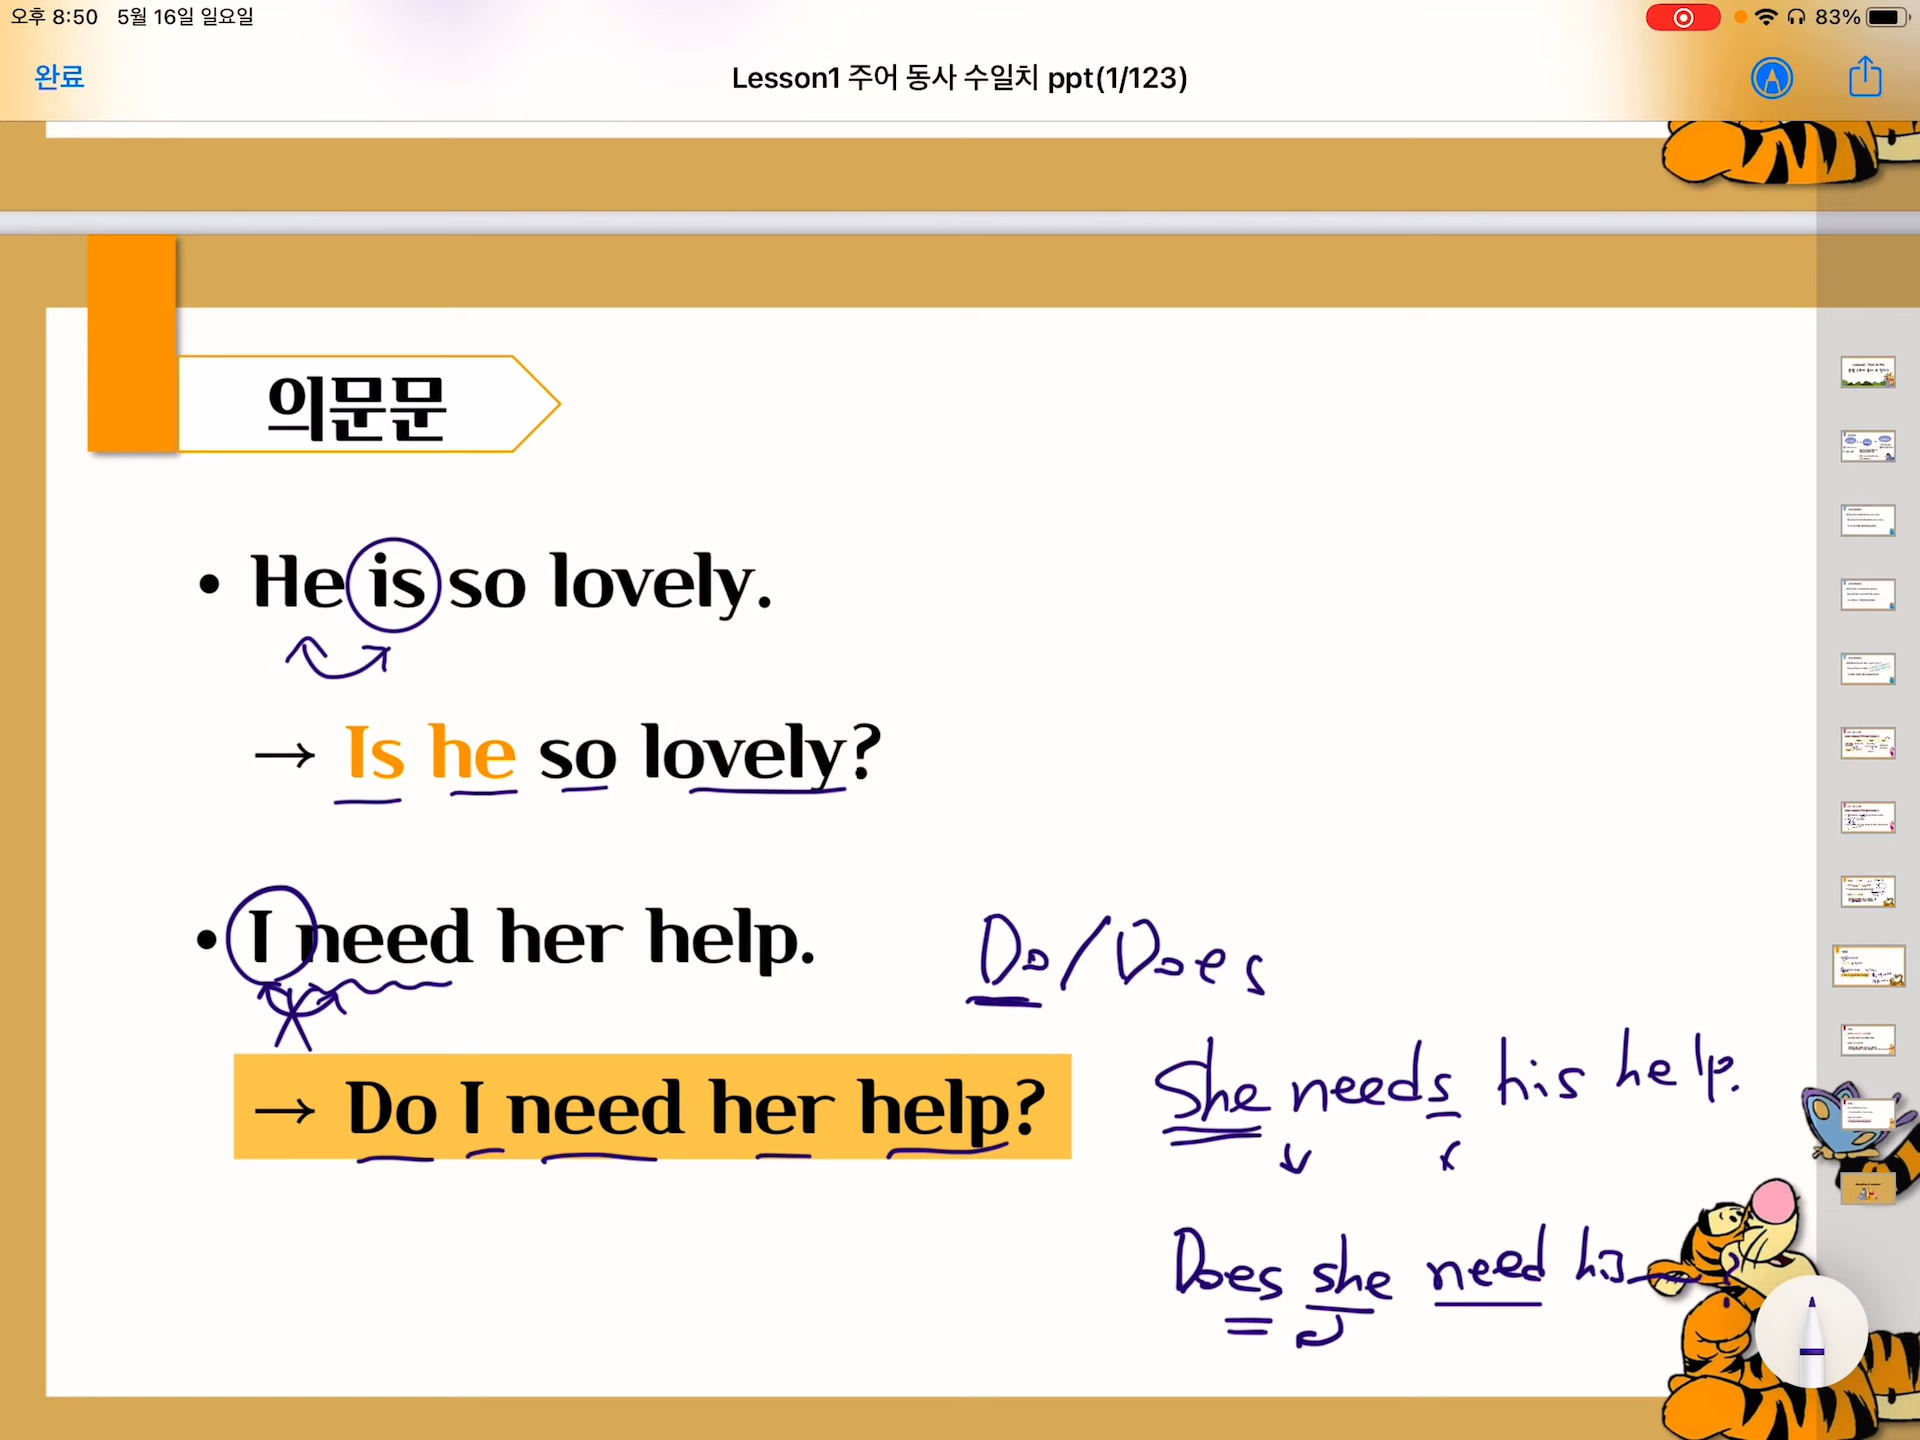 오후 8:50 5월 16일 일요일 83%
완료 Lesson1 주어 동사 수일치 ppt(1/123)
의문문
• He is so lovely.
→ Is he so lovely?
• I need her help.
Do/Does
She needs his help.
→ Do I need her help?
Does she need his ?